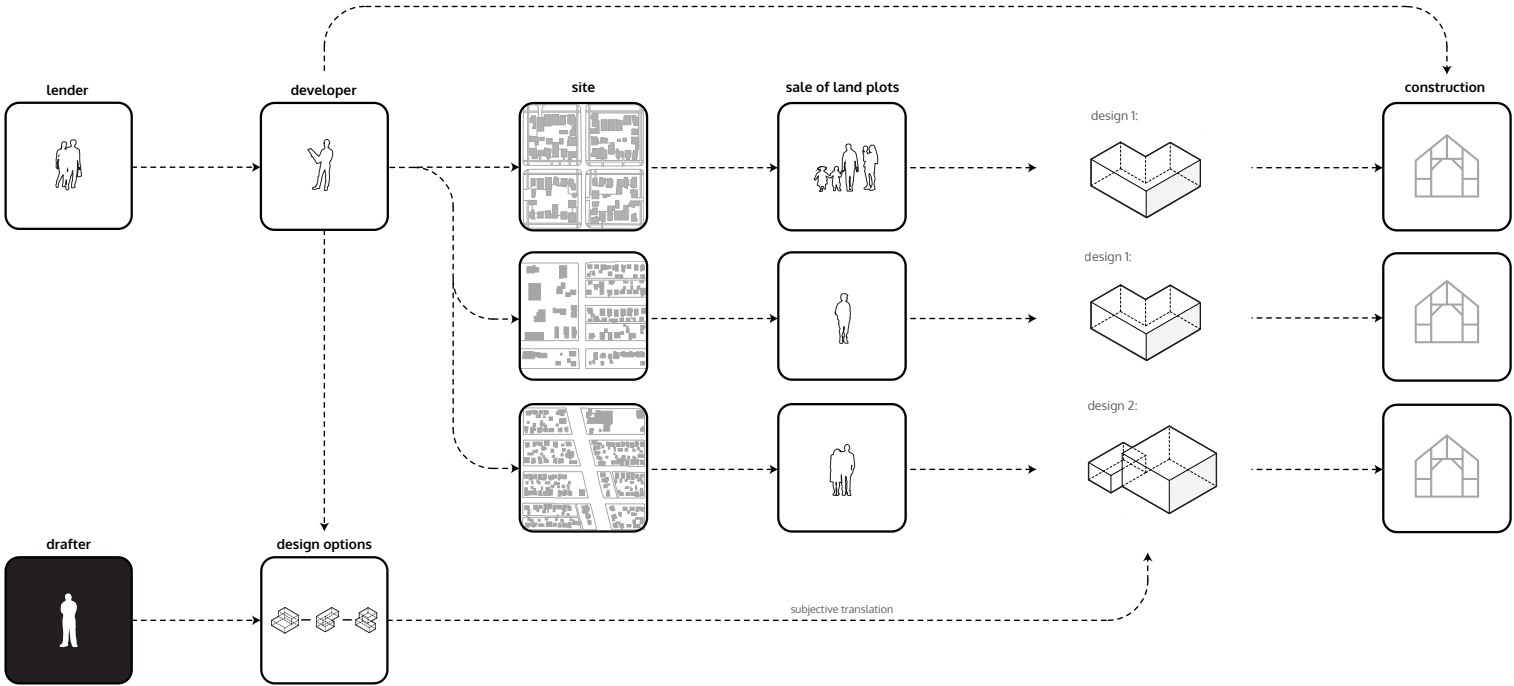 lender
developer
site
sale of land plots
construction
design 1:
design 1:
design 2:
drafter
design options
subjective translation